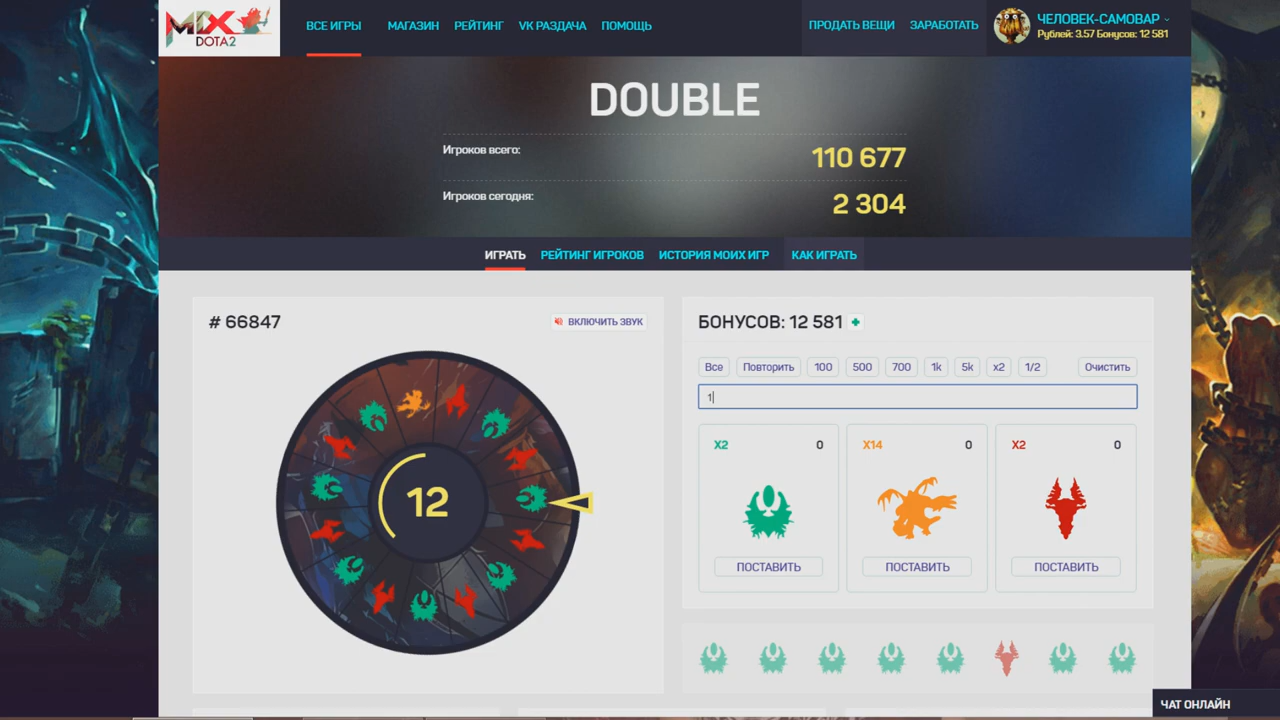 MIX
DOTA2
ВСЕ ИГРЫ
МАГАЗИН
РЕЙТИНГ
VK РАЗДАЧА
ПОМОЩЬ
ПРОДАТЬ ВЕЩИ
ЗАРАБОТАТЬ
ЧЕЛОВЕК-САМОВАР
Рублей: 3.57 Бонусов: 12 581
DOUBLE
Игроков всего:
110 677
Игроков сегодня:
2 304
ИГРАТЬ
РЕЙТИНГ ИГРОКОВ
ИСТОРИЯ МОИХ ИГР
КАК ИГРАТЬ
# 66847
ВКЛЮЧИТЬ ЗВУК
12
БОНУСОВ: 12 581
Все
Повторить
100
500
700
1k
5k
x2
1/2
Очистить
1
X2
0
X14
0
X2
0
ПОСТАВИТЬ
ПОСТАВИТЬ
ПОСТАВИТЬ
ЧАТ ОНЛАЙН